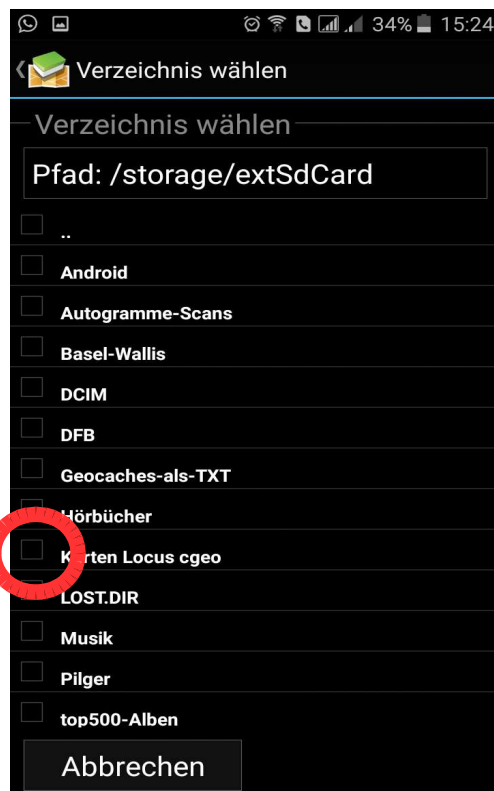 34% 15:24
Verzeichnis wählen
Verzeichnis wählen
Pfad: /storage/extSdCard
..
Android
Autogramme-Scans
Basel-Wallis
DCIM
DFB
Geocaches-als-TXT
Hörbücher
Karten Locus cgeo
LOST.DIR
Musik
Pilger
top500-Alben
Abbrechen